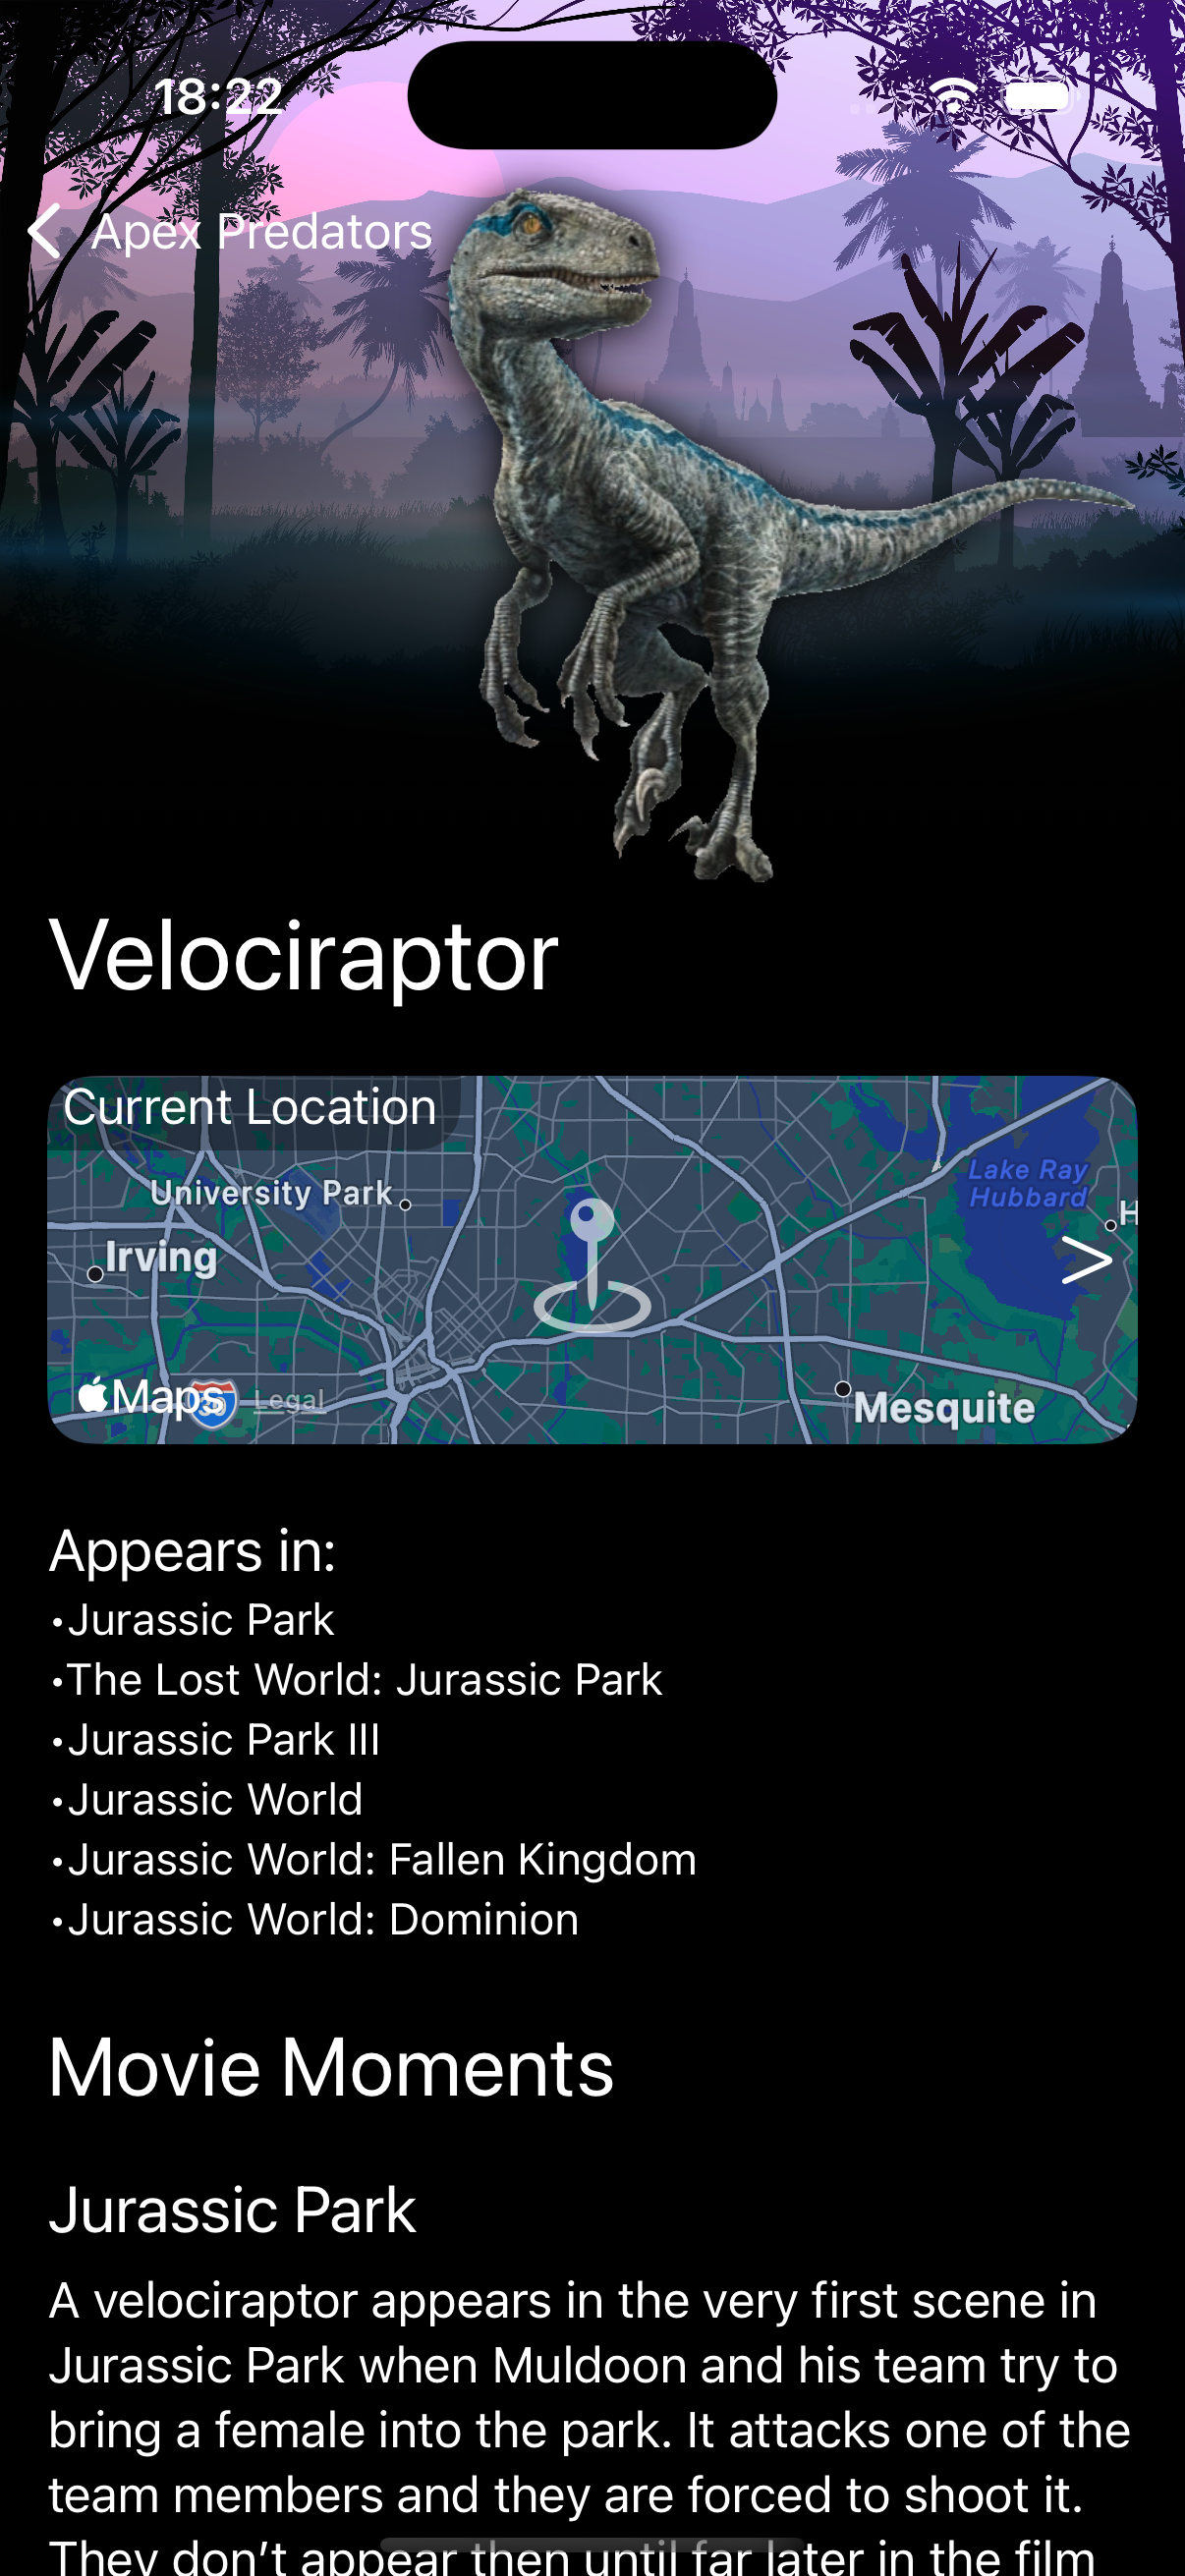 18:22
Apex Predators
Velociraptor
Current Location
University Park
Lake Ray
Hubbard
H
Irving
Maps
30
Legal
Mesquite
Appears in:
•Jurassic Park
•The Lost World: Jurassic Park
•Jurassic Park III
•Jurassic World
•Jurassic World: Fallen Kingdom
•Jurassic World: Dominion
Movie Moments
Jurassic Park
A velociraptor appears in the very first scene in
Jurassic Park when Muldoon and his team try to
bring a female into the park. It attacks one of the
team members and they are forced to shoot it.
They don’t appear then until far later in the film